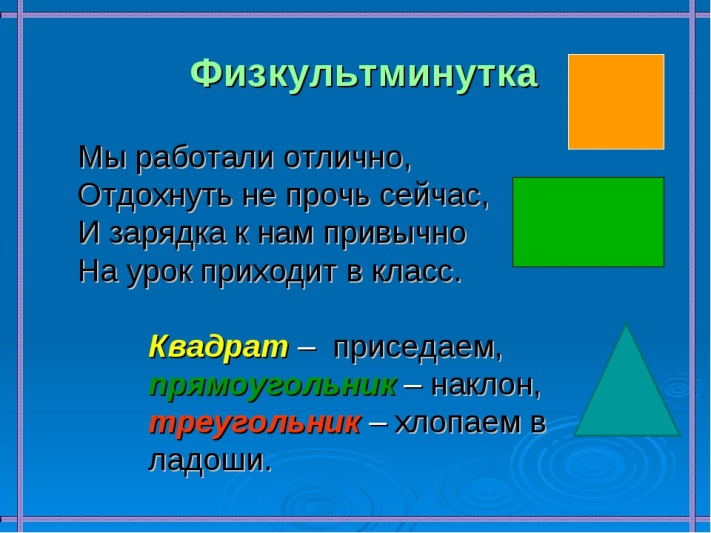 Физкультминутка
Мы работали отлично,
Отдохнуть не прочь сейчас,
И зарядка к нам привычно
На урок приходит в класс.
Квадрат – приседаем,
прямоугольник – наклон,
треугольник – хлопаем в
ладоши.